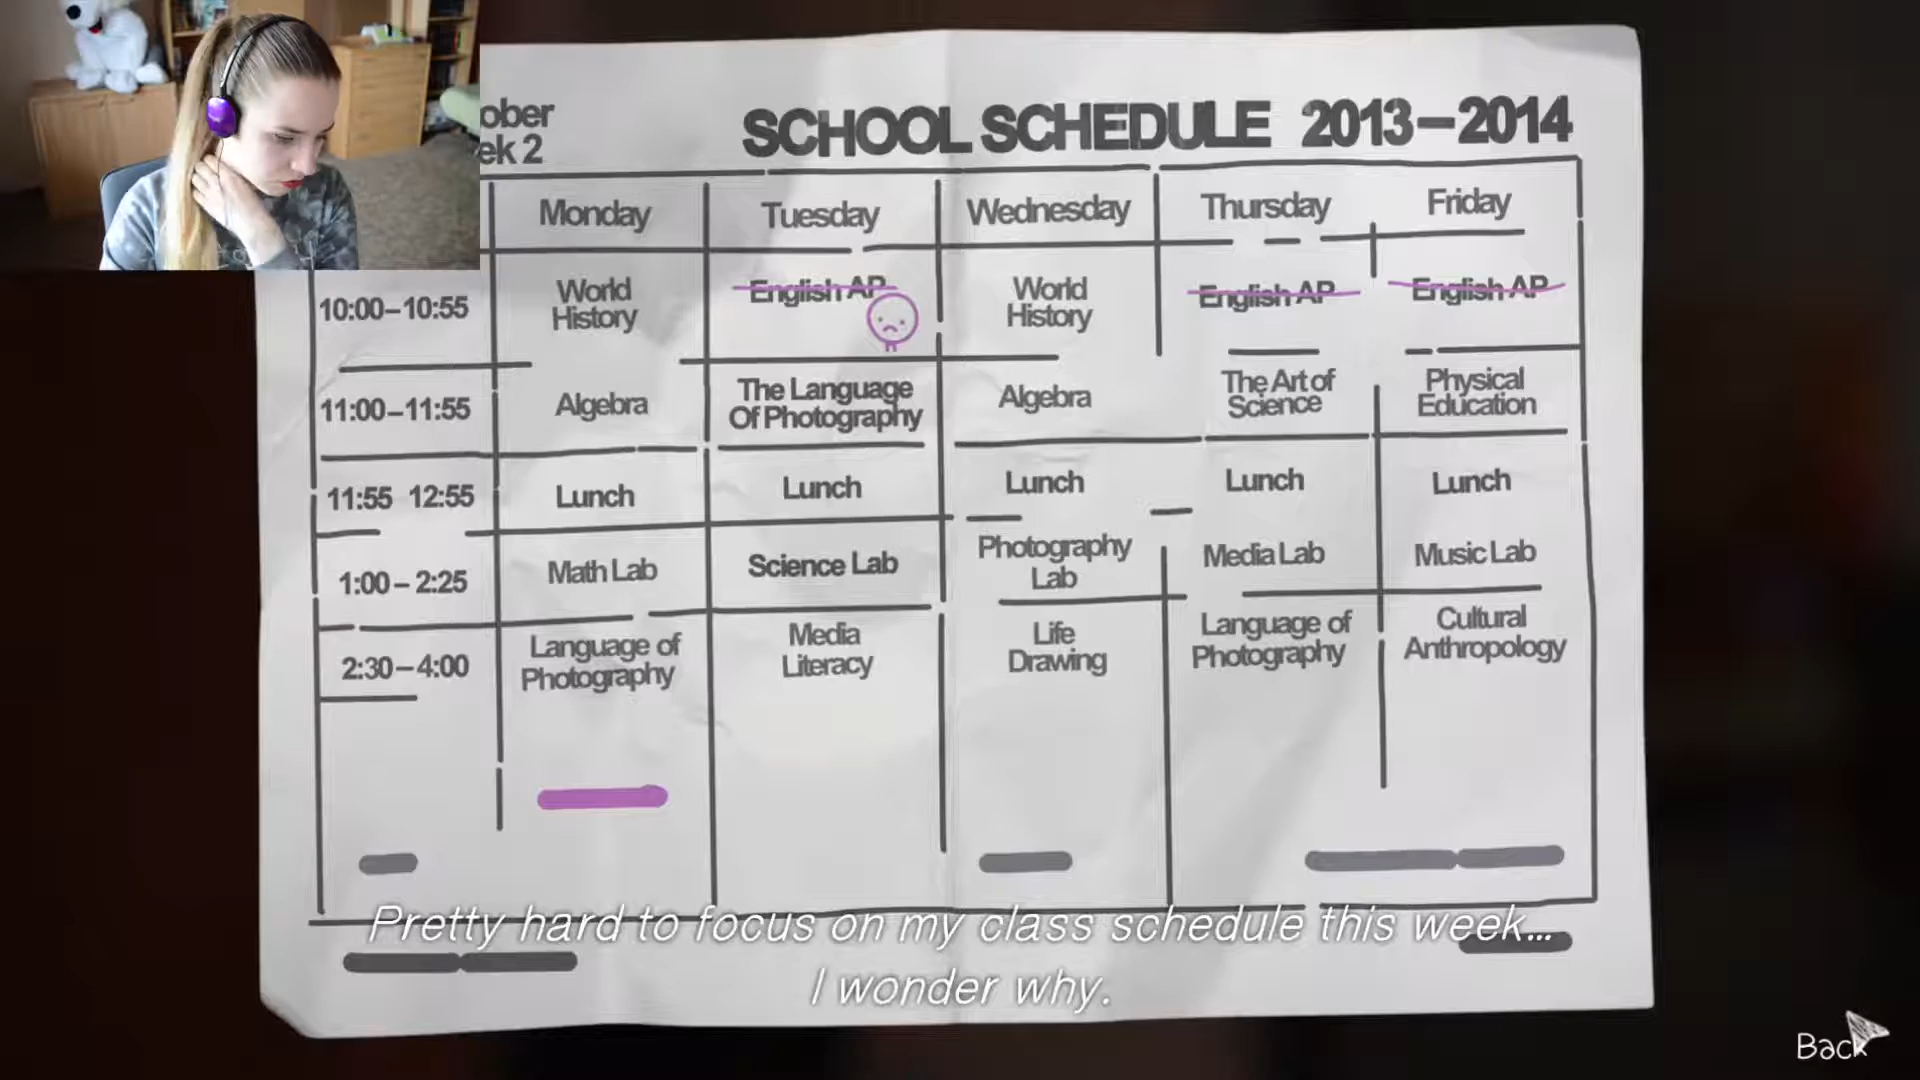 ober
ek 2
SCHOOL SCHEDULE 2013–2014
Monday Tuesday Wednesday Thursday Friday
10:00–10:55
World
History
English AP
World
History
English AP
English AP
11:00–11:55
Algebra
The Language
Of Photography
Algebra
The Art of
Science
Physical
Education
11:55 12:55
Lunch
Lunch
Lunch
Lunch
Lunch
1:00–2:25
Math Lab
Science Lab
Photography
Lab
Media Lab
Music Lab
2:30–4:00
Language of
Photography
Media
Literacy
Life
Drawing
Language of
Photography
Cultural
Anthropology
Pretty hard to focus on my class schedule this week...
I wonder why.
Back